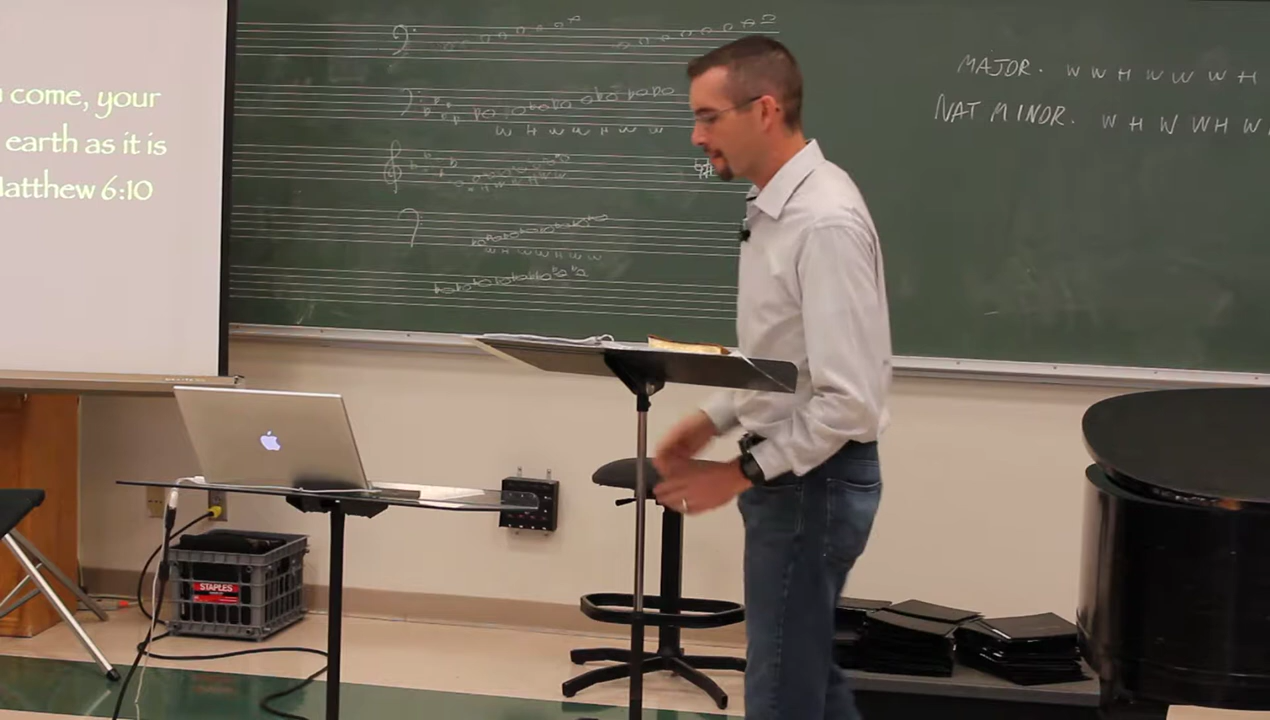 come, your
earth as it is
Matthew 6:10
MAJOR. W W H W W W H
NAT MINOR. W H W W H W
W H W W H W W
W H W W H W W
STAPLES